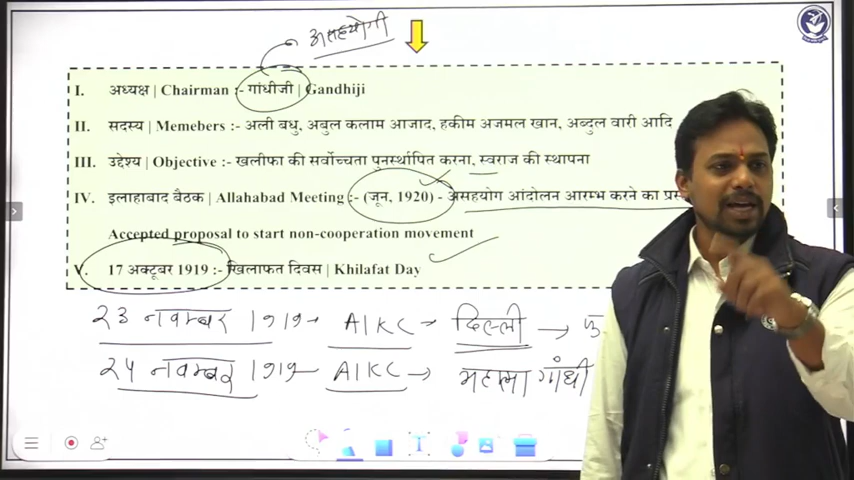 असहयोगी
I. अध्यक्ष | Chairman :- गांधीजी | Gandhiji
II. सदस्य | Memebers :- अली बधु, अबुल कलाम आजाद, हकीम अजमल खान, अब्दुल वारी आदि
III. उद्देश्य | Objective :- खलीफा की सर्वोच्चता पुनर्स्थापित करना, स्वराज की स्थापना
IV. इलाहाबाद बैठक | Allahabad Meeting :- (जून, 1920) - असहयोग आंदोलन आरम्भ करने का
Accepted proposal to start non-cooperation movement
V. 17 अक्टूबर 1919 :- खिलाफत दिवस | Khilafat Day
23 नवम्बर 1919 → AIKC → दिल्ली →
24 नवम्बर 1919 → AIKC → महात्मा गांधी